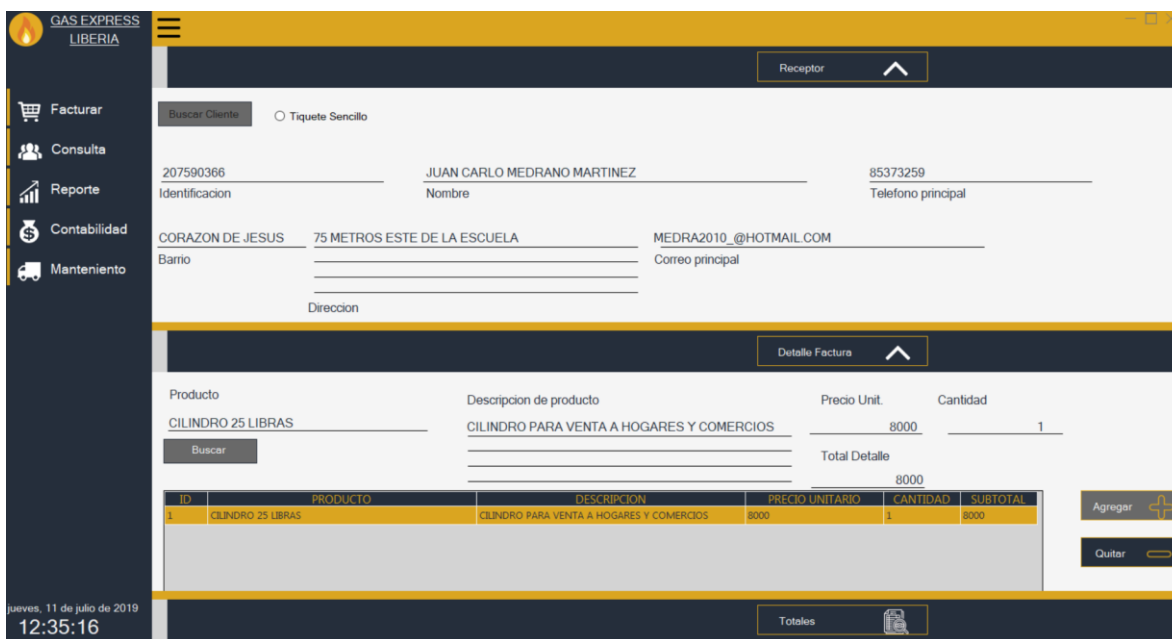 GAS EXPRESS
LIBERIA
Facturar
Consulta
Reporte
Contabilidad
Manteniento
jueves, 11 de julio de 2019
12:35:16
Receptor
Buscar Cliente
Tiquete Sencillo
207590366 JUAN CARLO MEDRANO MARTINEZ 85373259
Identificacion Nombre Telefono principal
CORAZON DE JESUS 75 METROS ESTE DE LA ESCUELA MEDRA2010_@HOTMAIL.COM
Barrio Correo principal
Direccion
Detalle Factura
Producto Descripcion de producto Precio Unit. Cantidad
CILINDRO 25 LIBRAS CILINDRO PARA VENTA A HOGARES Y COMERCIOS 8000 1
Buscar Total Detalle
8000
ID PRODUCTO DESCRIPCION PRECIO UNITARIO CANTIDAD SUBTOTAL
1 CILINDRO 25 LIBRAS CILINDRO PARA VENTA A HOGARES Y COMERCIOS 8000 1 8000
Agregar
Quitar
Totales